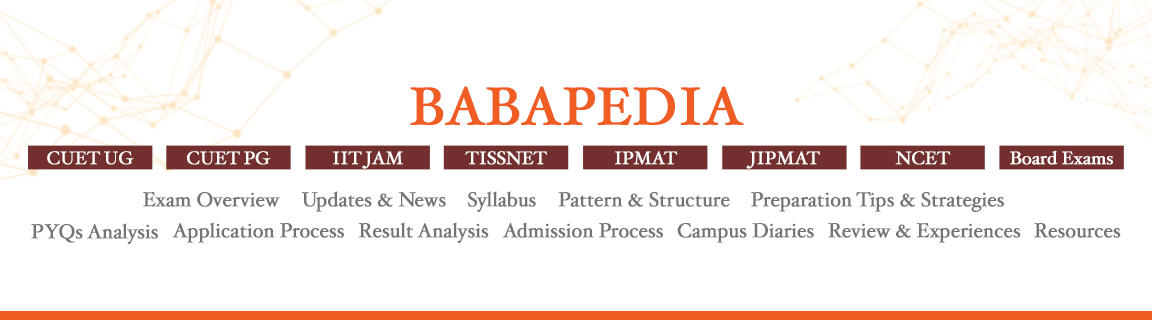 BABAPEDIA
CUET UG CUET PG IIT JAM TISSNET IPMAT JIPMAT NCET Board Exams
Exam Overview Updates & News Syllabus Pattern & Structure Preparation Tips & Strategies
PYQs Analysis Application Process Result Analysis Admission Process Campus Diaries Review & Experiences Resources